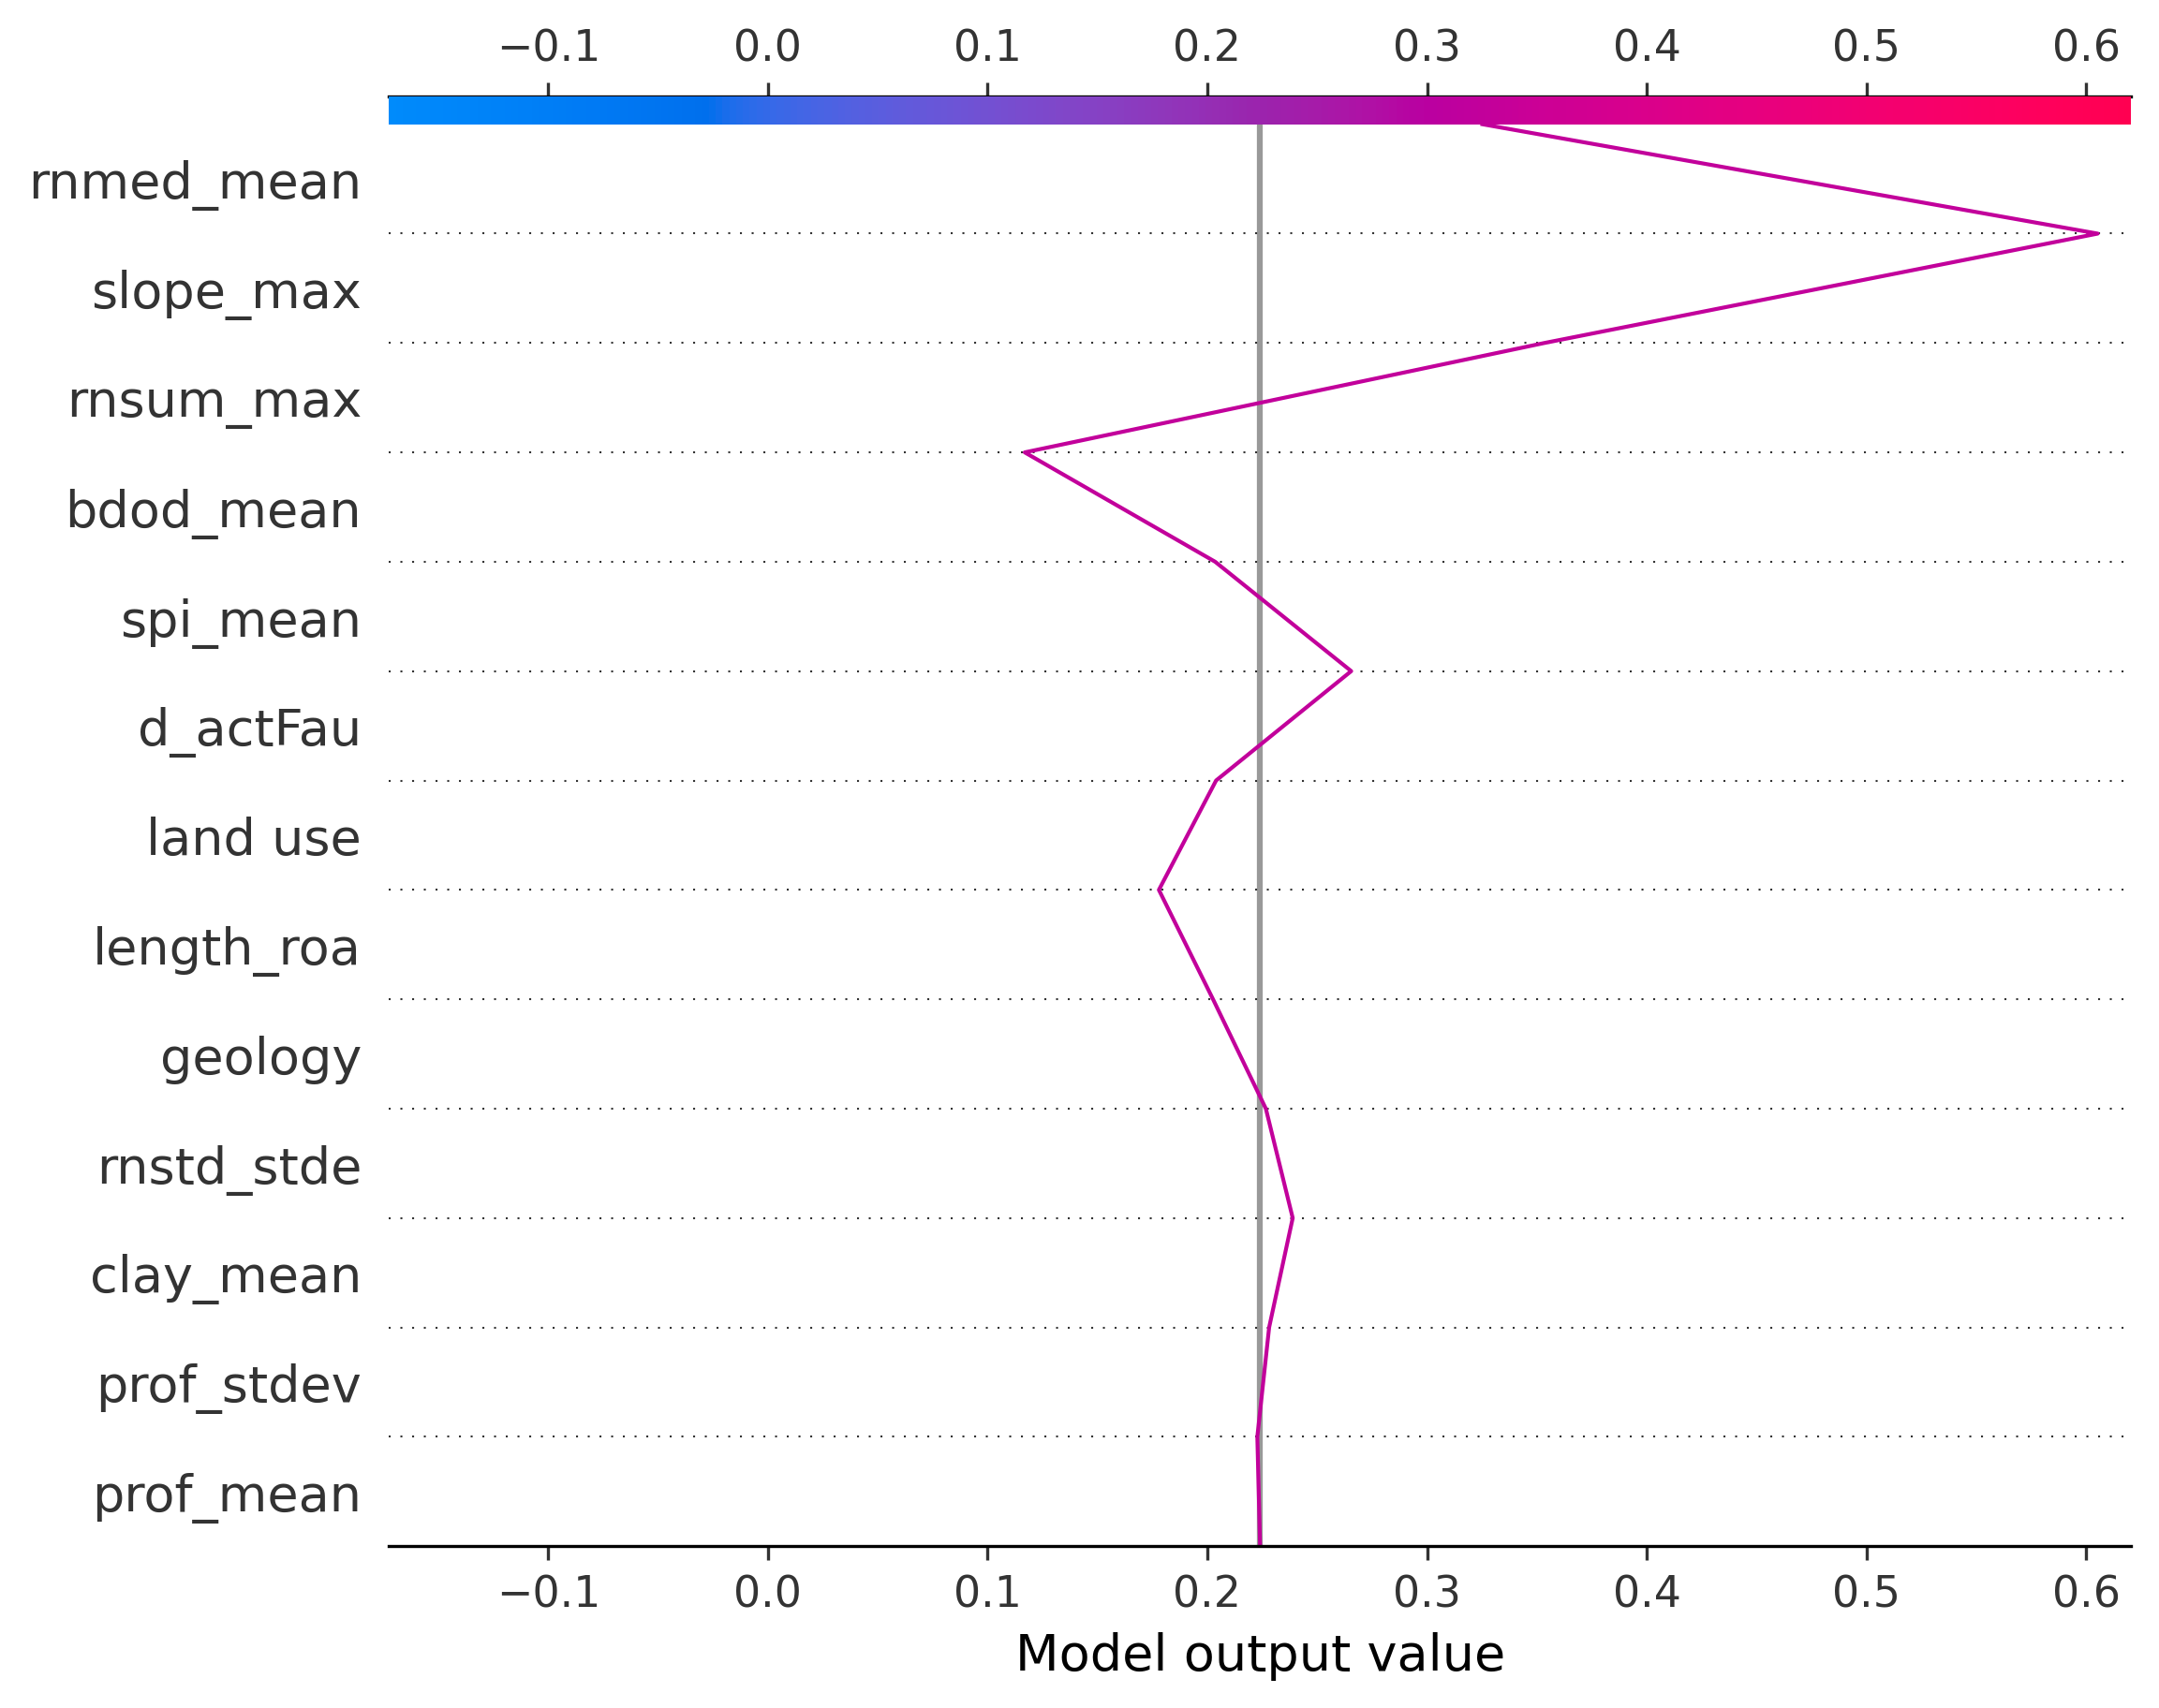 −0.1 0.0 0.1 0.2 0.3 0.4 0.5 0.6
rnmed_mean
slope_max
rnsum_max
bdod_mean
spi_mean
d_actFau
land use
length_roa
geology
rnstd_stde
clay_mean
prof_stdev
prof_mean
−0.1 0.0 0.1 0.2 0.3 0.4 0.5 0.6
Model output value